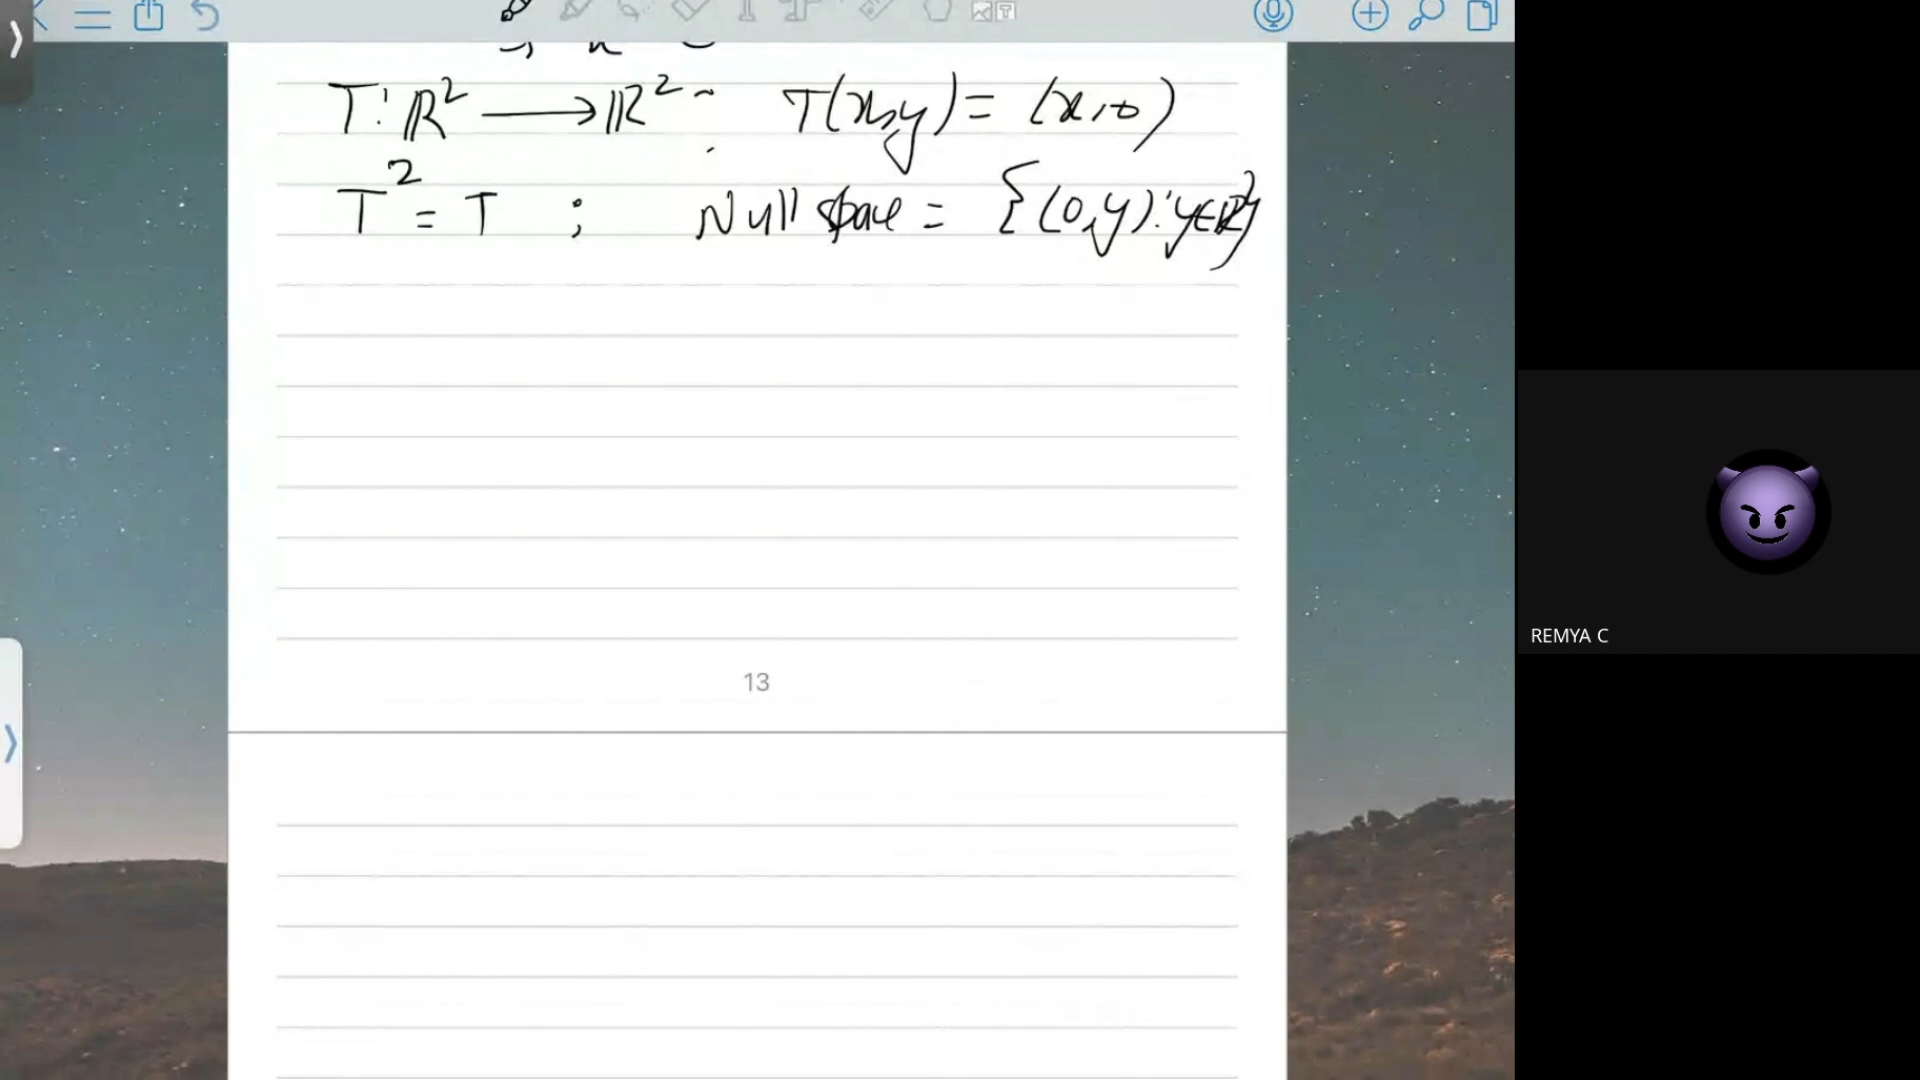 T: ℝ² ⟶ ℝ² ~ T(x,y) = (x,0)
T² = T ; Null space = {(0,y): y∈ℝ}
13
REMYA C